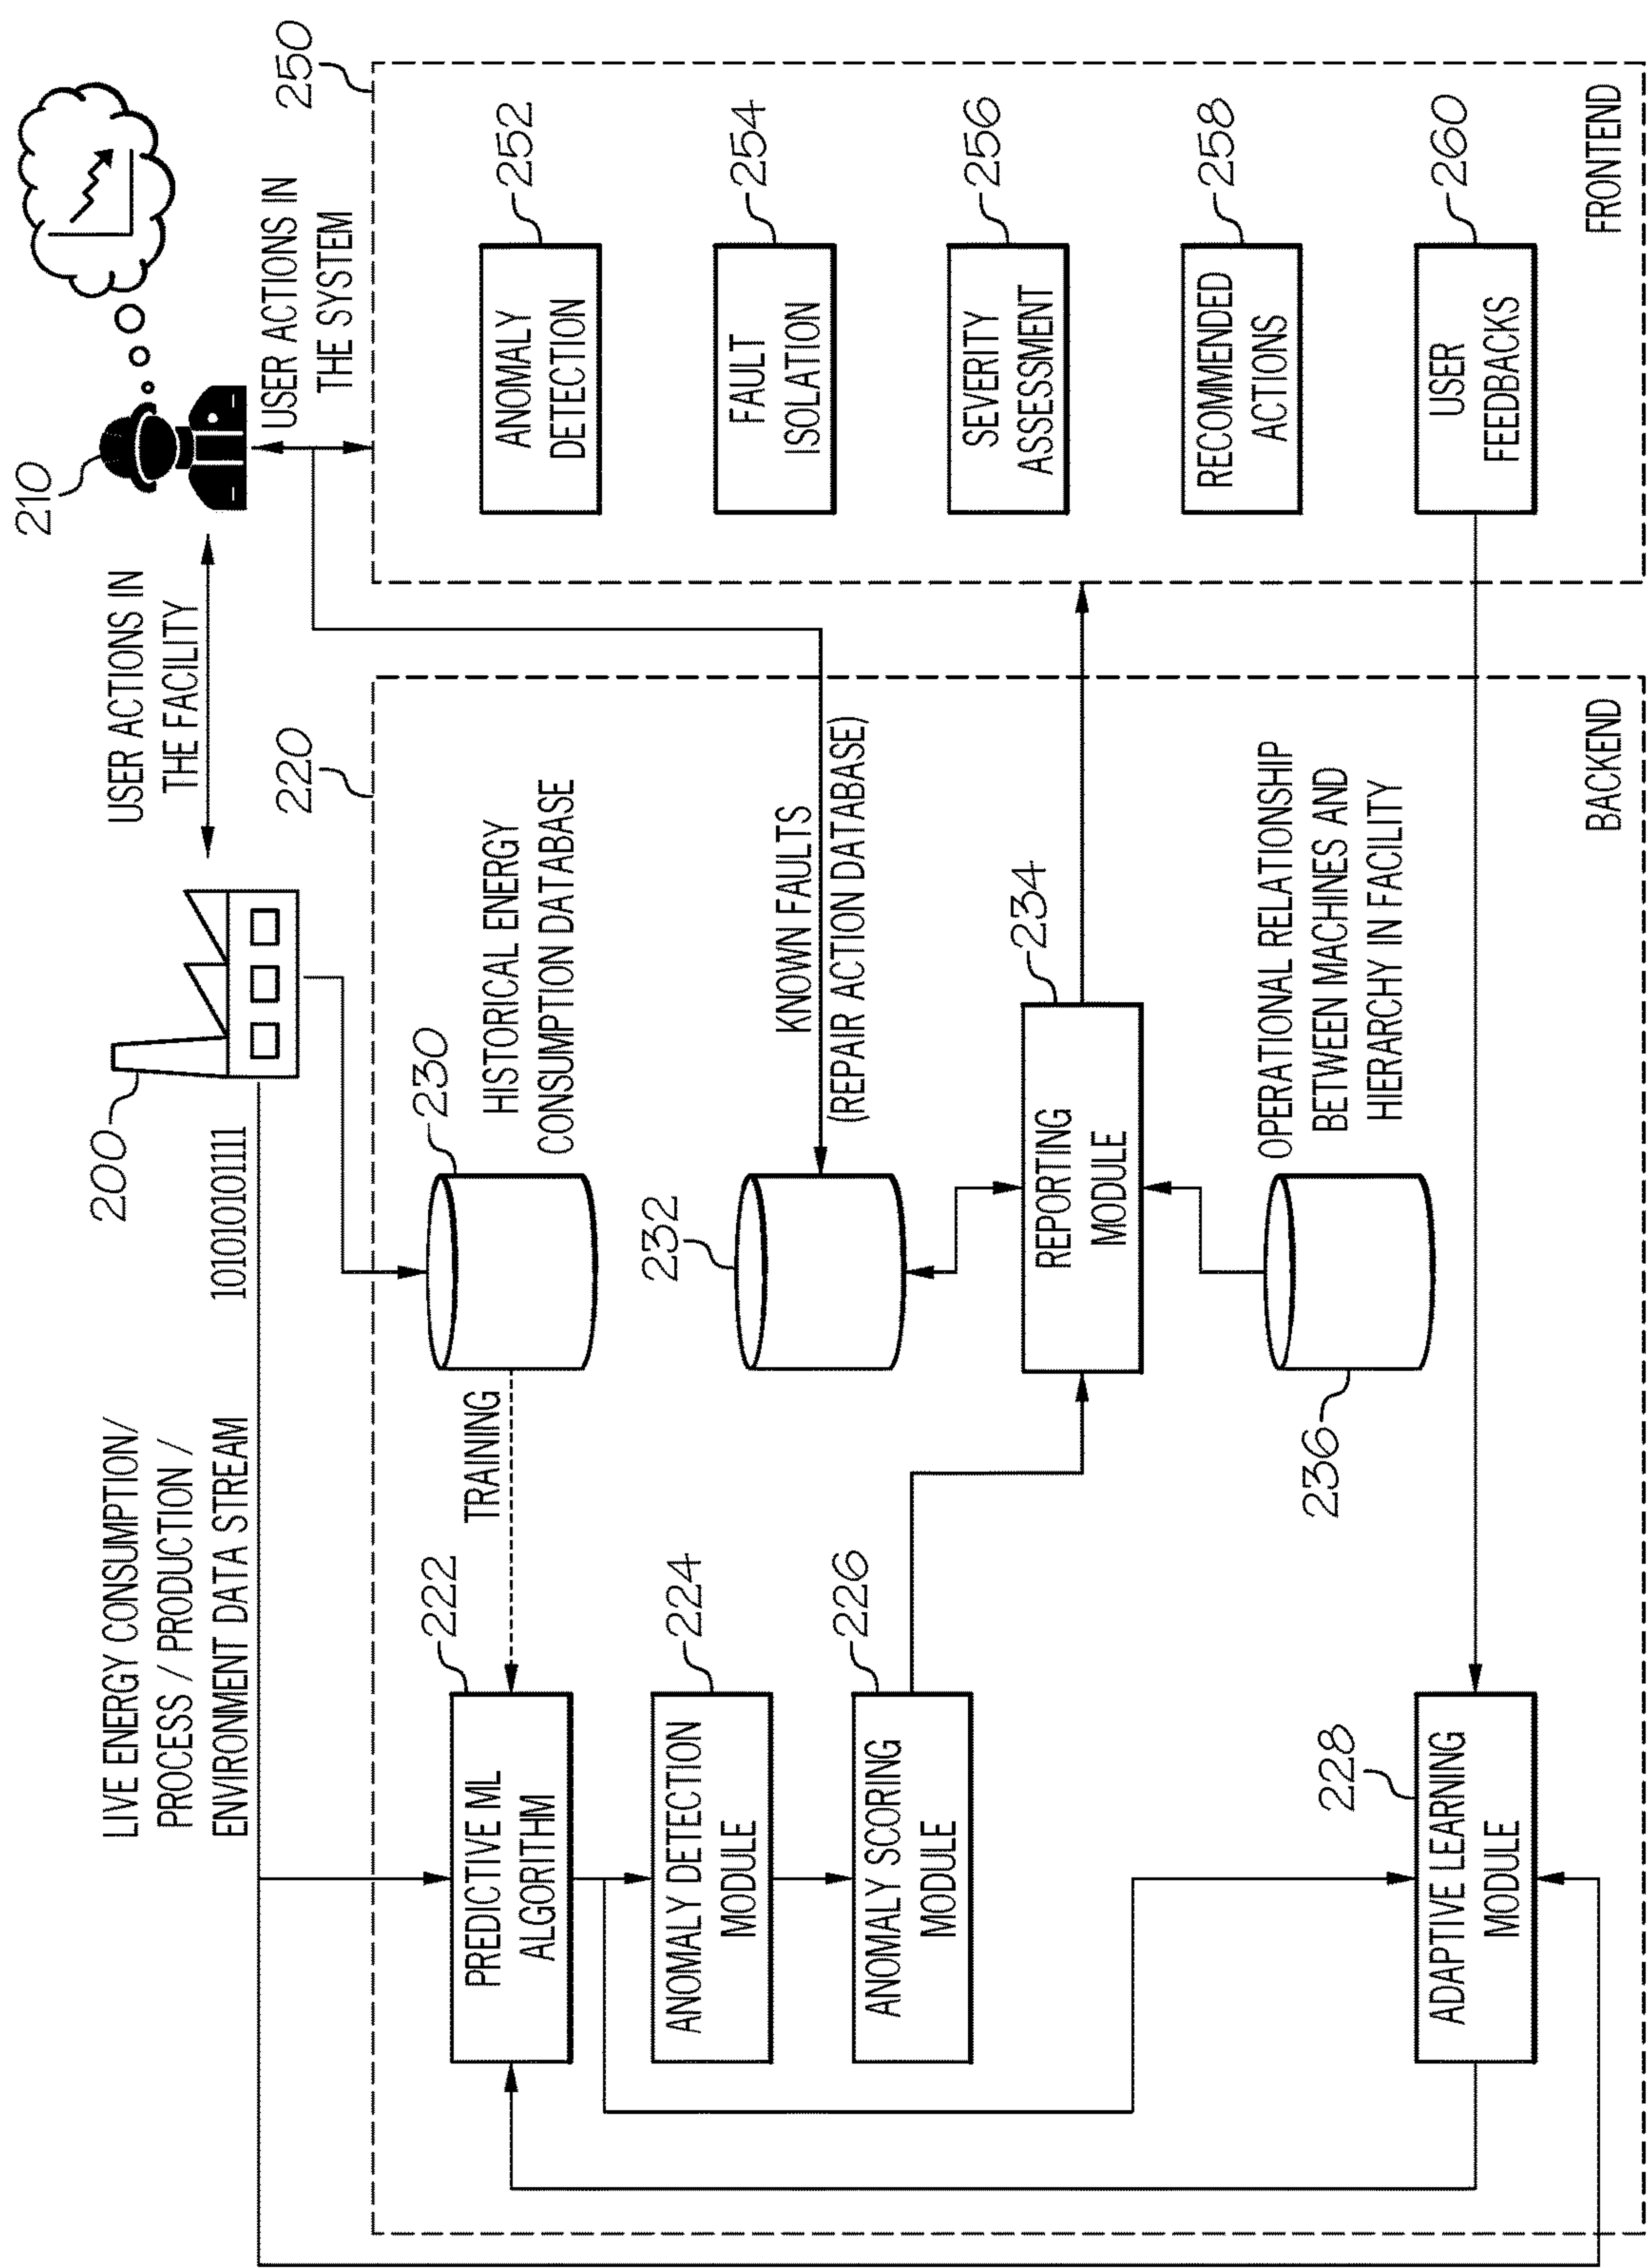 LIVE ENERGY CONSUMPTION/
PROCESS / PRODUCTION /
ENVIRONMENT DATA STREAM
10101010111
200
USER ACTIONS IN
THE FACILITY
210
USER ACTIONS IN
THE SYSTEM
220
222
PREDICTIVE ML
ALGORITHM
TRAINING
230
HISTORICAL ENERGY
CONSUMPTION DATABASE
224
ANOMALY DETECTION
MODULE
232
KNOWN FAULTS
(REPAIR ACTION DATABASE)
226
ANOMALY SCORING
MODULE
234
REPORTING
MODULE
236
OPERATIONAL RELATIONSHIP
BETWEEN MACHINES AND
HIERARCHY IN FACILITY
228
ADAPTIVE LEARNING
MODULE
BACKEND
250
252
ANOMALY
DETECTION
254
FAULT
ISOLATION
256
SEVERITY
ASSESSMENT
258
RECOMMENDED
ACTIONS
260
USER
FEEDBACKS
FRONTEND